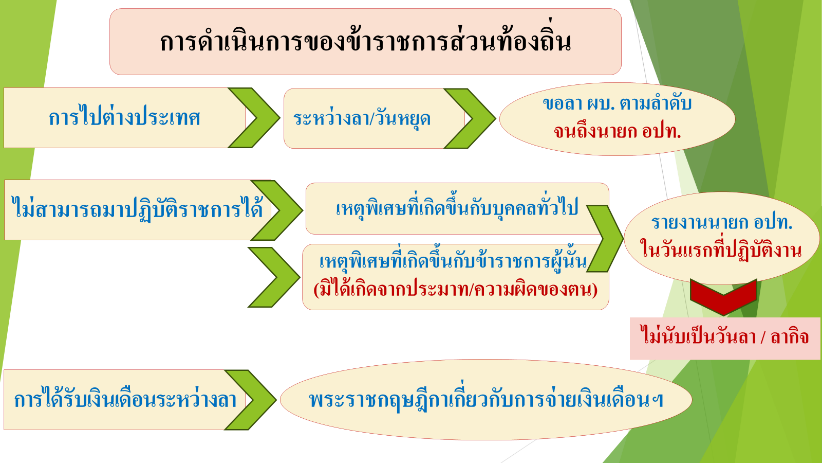 การดำเนินการของข้าราชการส่วนท้องถิ่น
การไปต่างประเทศ
ระหว่างลา/วันหยุด
ขอลา ผบ. ตามลำดับ
จนถึงนายก อปท.
ไม่สามารถมาปฏิบัติราชการได้
เหตุพิเศษที่เกิดขึ้นกับบุคคลทั่วไป
เหตุพิเศษที่เกิดขึ้นกับข้าราชการผู้นั้น
(มิได้เกิดจากประมาท/ความผิดของตน)
รายงานนายก อปท.
ในวันแรกที่ปฏิบัติงาน
ไม่นับเป็นวันลา / ลากิจ
การได้รับเงินเดือนระหว่างลา
พระราชกฤษฎีกาเกี่ยวกับการจ่ายเงินเดือนฯ